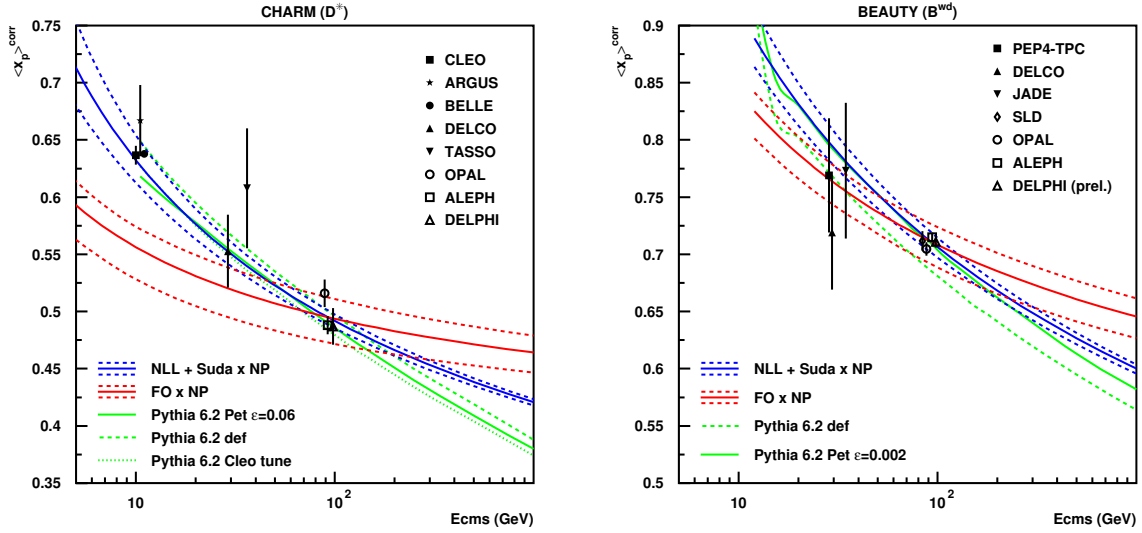 CHARM (D*)
<x_p>^corr
0.75
0.7
0.65
0.6
0.55
0.5
0.45
0.4
0.35
CLEO
ARGUS
BELLE
DELCO
TASSO
OPAL
ALEPH
DELPHI
NLL + Suda x NP
FO x NP
Pythia 6.2 Pet ε=0.06
Pythia 6.2 def
Pythia 6.2 Cleo tune
10
10²
Ecms (GeV)
BEAUTY (B^wd)
<x_p>^corr
0.9
0.85
0.8
0.75
0.7
0.65
0.6
0.55
0.5
PEP4-TPC
DELCO
JADE
SLD
OPAL
ALEPH
DELPHI (prel.)
NLL + Suda x NP
FO x NP
Pythia 6.2 def
Pythia 6.2 Pet ε=0.002
10
10²
Ecms (GeV)